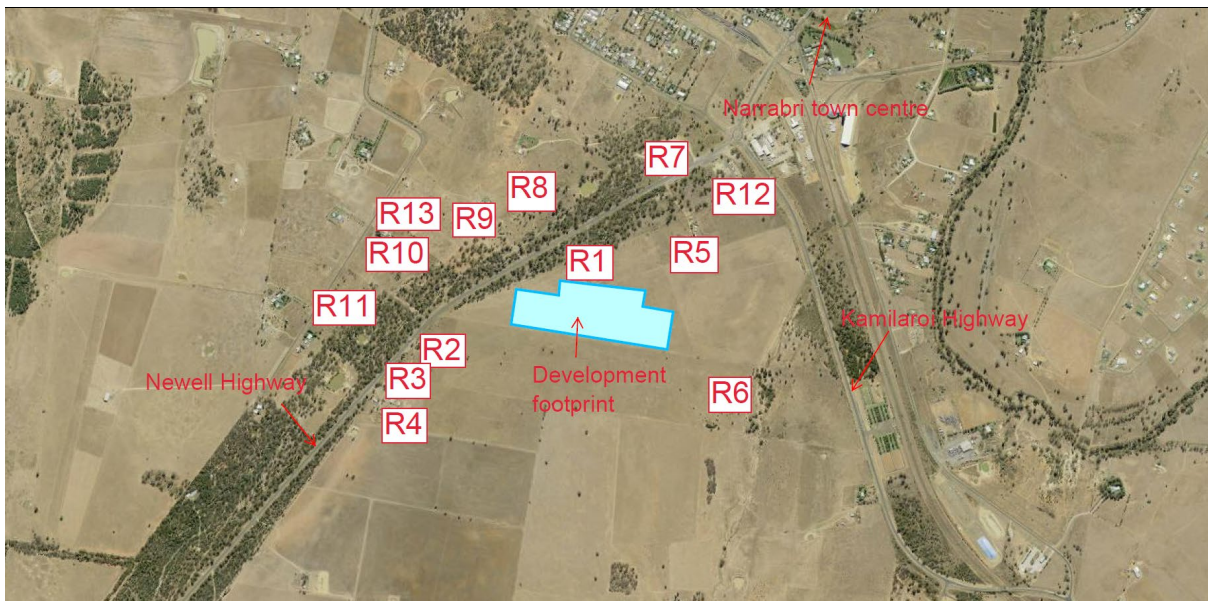 Narrabri town centre
R7
R8
R12
R13
R9
R10
R5
R1
R11
Kamilaroi Highway
R2
Newell Highway
R3
Development
footprint
R6
R4